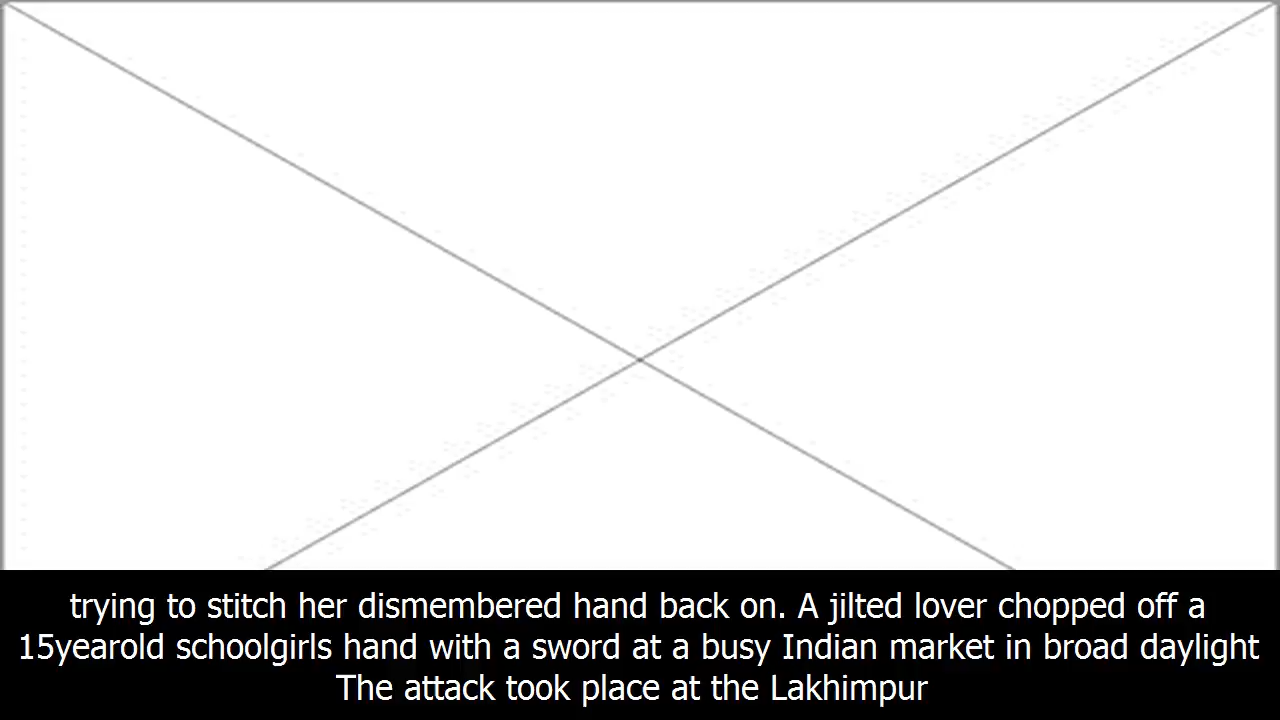 trying to stitch her dismembered hand back on. A jilted lover chopped off a
15yearold schoolgirls hand with a sword at a busy Indian market in broad daylight
The attack took place at the Lakhimpur